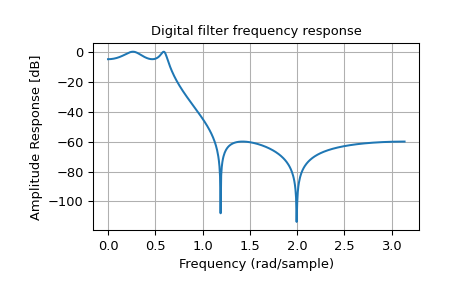 Digital filter frequency response
Amplitude Response [dB]
0
−20
−40
−60
−80
−100
0.0 0.5 1.0 1.5 2.0 2.5 3.0
Frequency (rad/sample)